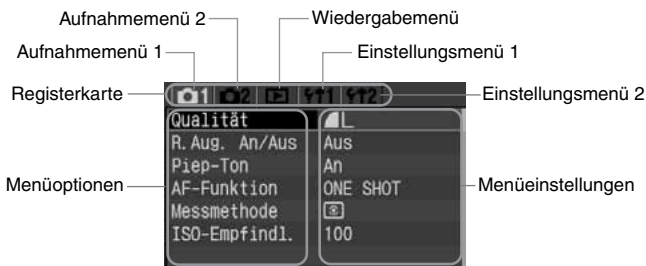 Aufnahmemenü 2
Wiedergabemenü
Aufnahmemenü 1
Einstellungsmenü 1
Registerkarte
1 2 1 2
Einstellungsmenü 2
Qualität L
R.Aug. An/Aus Aus
Piep-Ton An
Menüoptionen
AF-Funktion ONE SHOT
Menüeinstellungen
Messmethode
ISO-Empfindl. 100